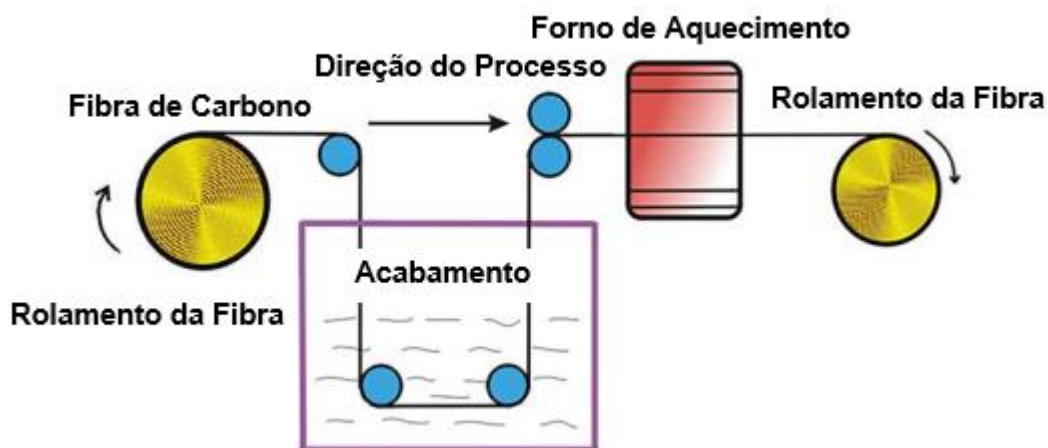 Forno de Aquecimento
Direção do Processo
Fibra de Carbono
Rolamento da Fibra
Acabamento
Rolamento da Fibra